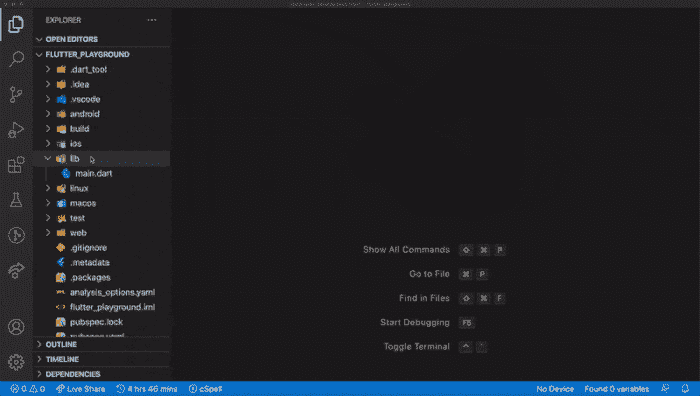 EXPLORER
OPEN EDITORS
FLUTTER_PLAYGROUND
.dart_tool
.idea
.vscode
android
build
ios
lib
main.dart
linux
macos
test
web
.gitignore
.metadata
.packages
analysis_options.yaml
flutter_playground.iml
pubspec.lock
pubspec.yaml
OUTLINE
TIMELINE
DEPENDENCIES
Show All Commands ⇧ ⌘ P
Go to File ⌘ P
Find in Files ⇧ ⌘ F
Start Debugging F5
Toggle Terminal ^ `
0 0 Live Share 4 hrs 46 mins cSpell No Device Found 0 variables